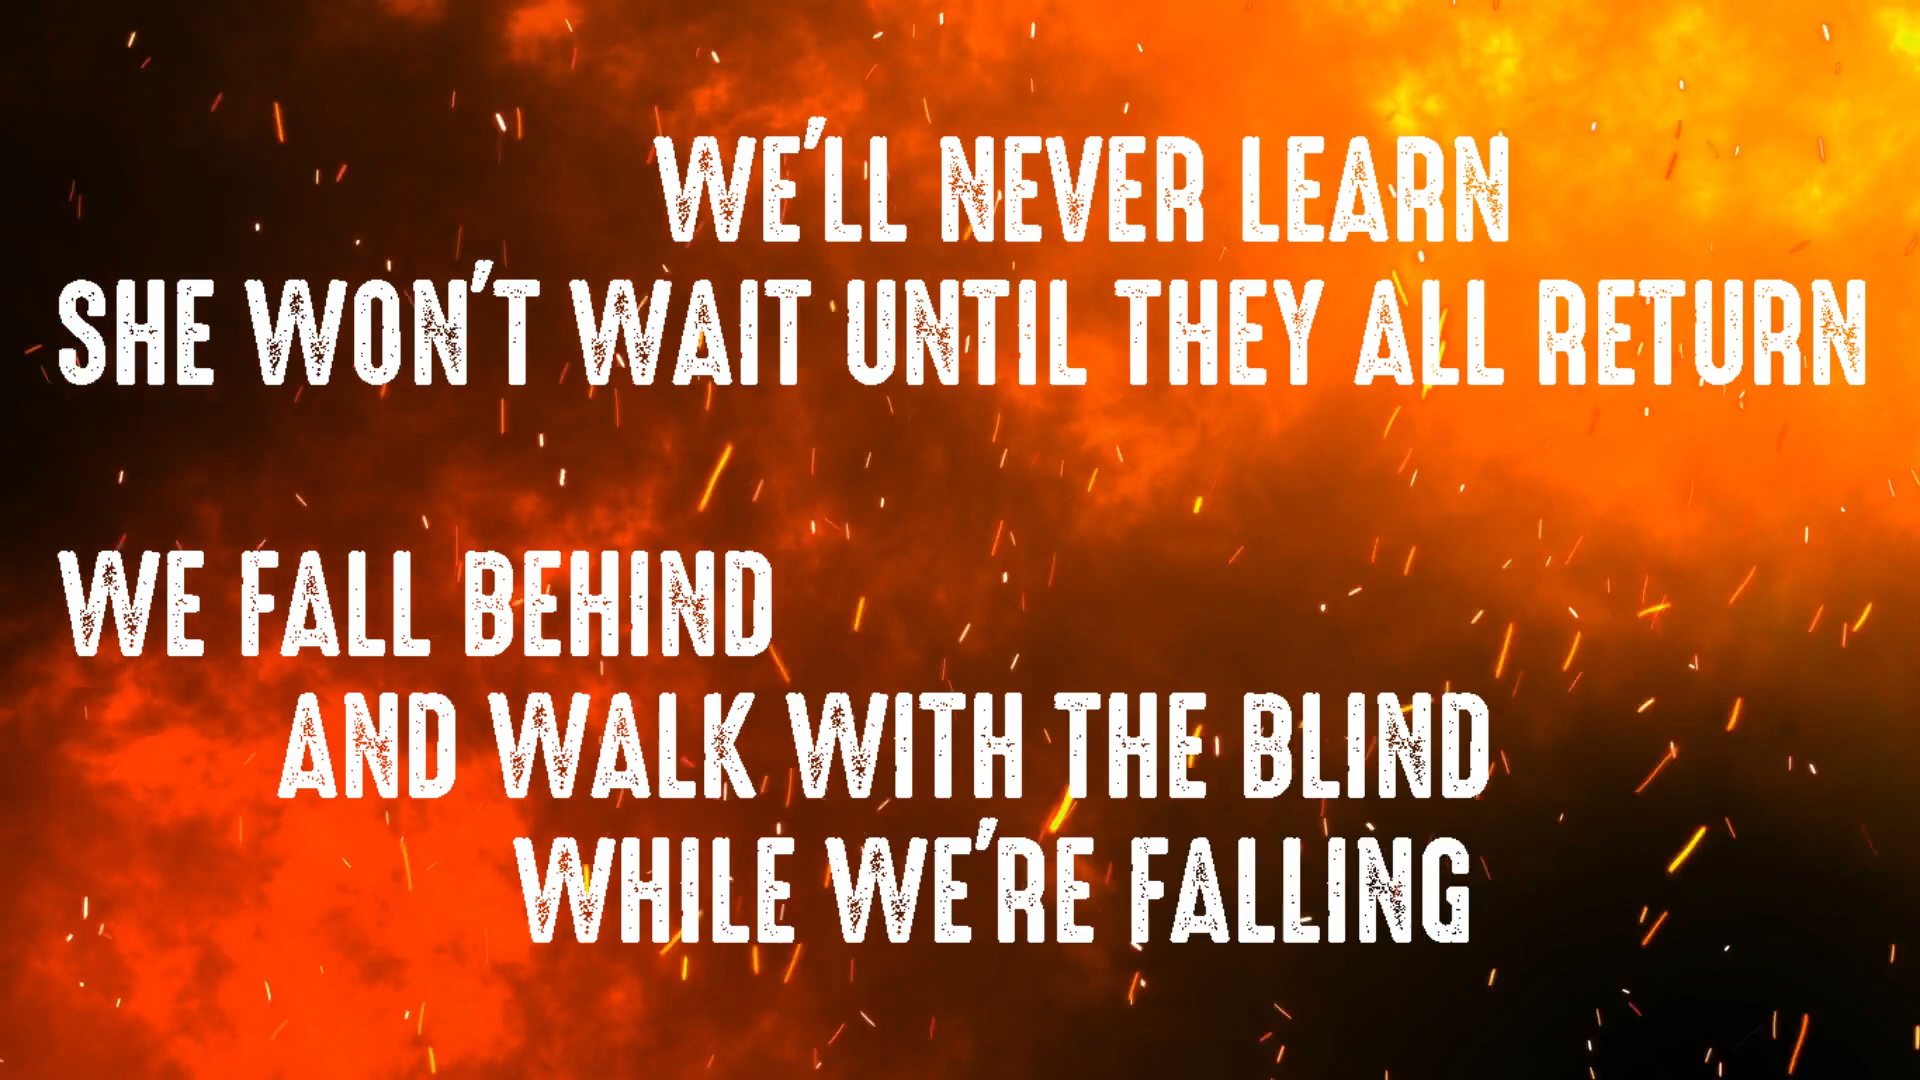 WE'LL NEVER LEARN
SHE WON'T WAIT UNTIL THEY ALL RETURN
WE FALL BEHIND
AND WALK WITH THE BLIND
WHILE WE'RE FALLING